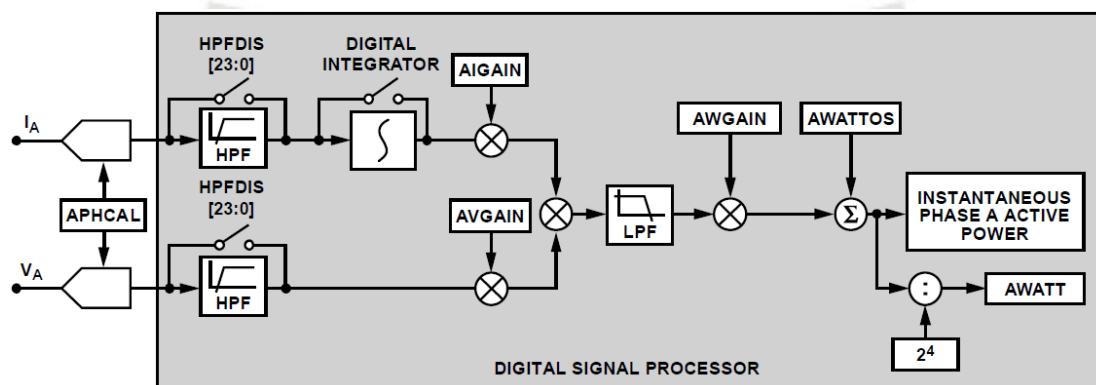 HPFDIS
[23:0]
DIGITAL
INTEGRATOR
AIGAIN
IA
HPF
AWGAIN
AWATTOS
APHCAL
HPFDIS
[23:0]
AVGAIN
LPF
Σ
INSTANTANEOUS
PHASE A ACTIVE
POWER
VA
HPF
:
AWATT
24
DIGITAL SIGNAL PROCESSOR